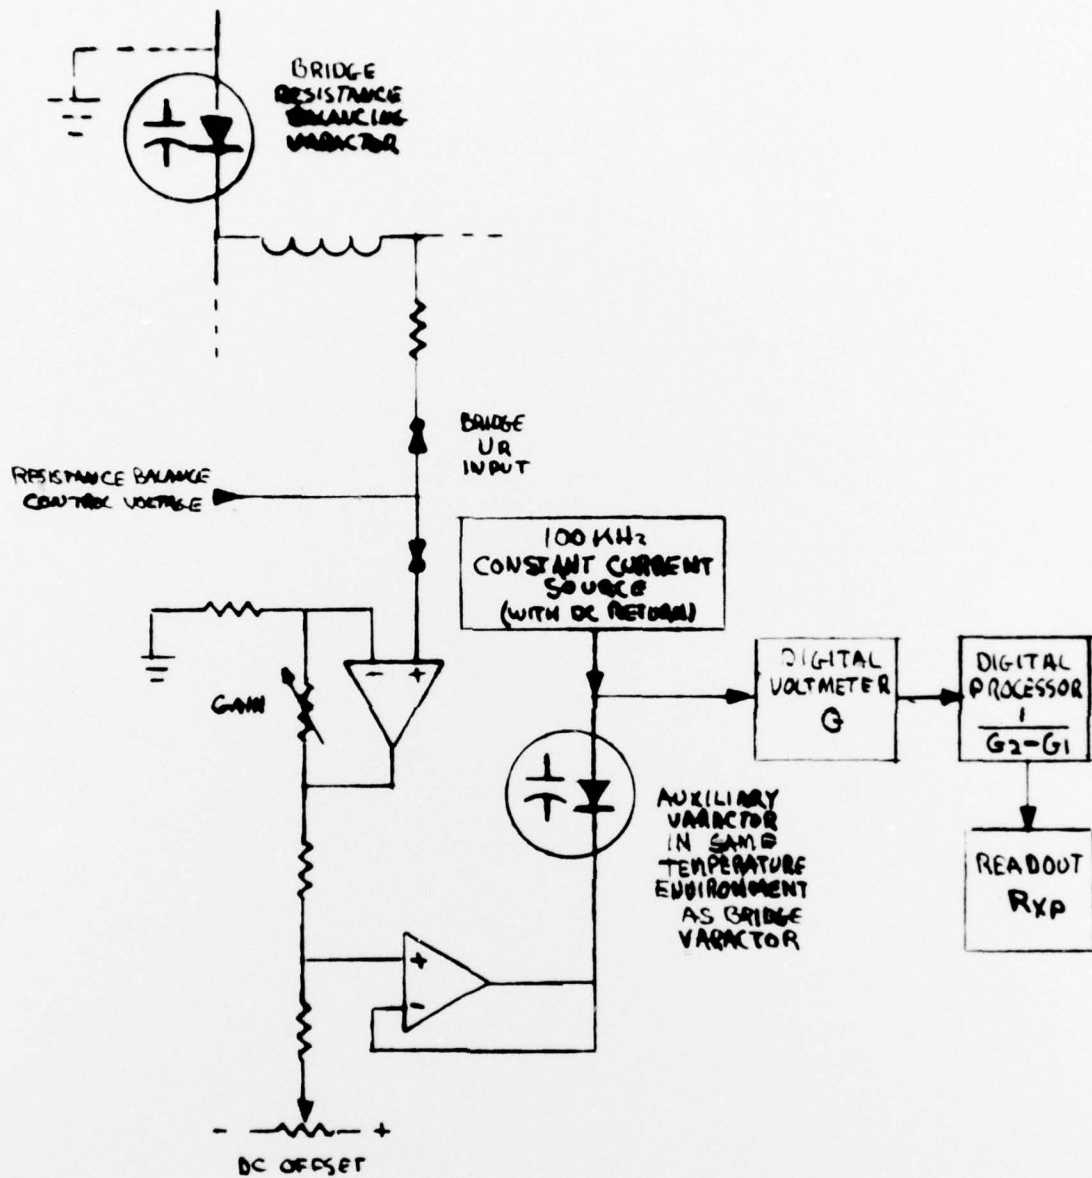 BRIDGE
RESISTANCE
BALANCING
VARACTOR
BRIDGE
UR
INPUT
RESISTANCE BALANCE
CONTROL VOLTAGE
100 KHz
CONSTANT CURRENT
SOURCE
(WITH DC RETURN)
- +
GAIN
DIGITAL
VOLTMETER
G
DIGITAL
PROCESSOR
1
G2-G1
AUXILIARY
VARACTOR
IN SAME
TEMPERATURE
ENVIRONMENT
AS BRIDGE
VARACTOR
READOUT
RXP
+
-
- +
DC OFFSET